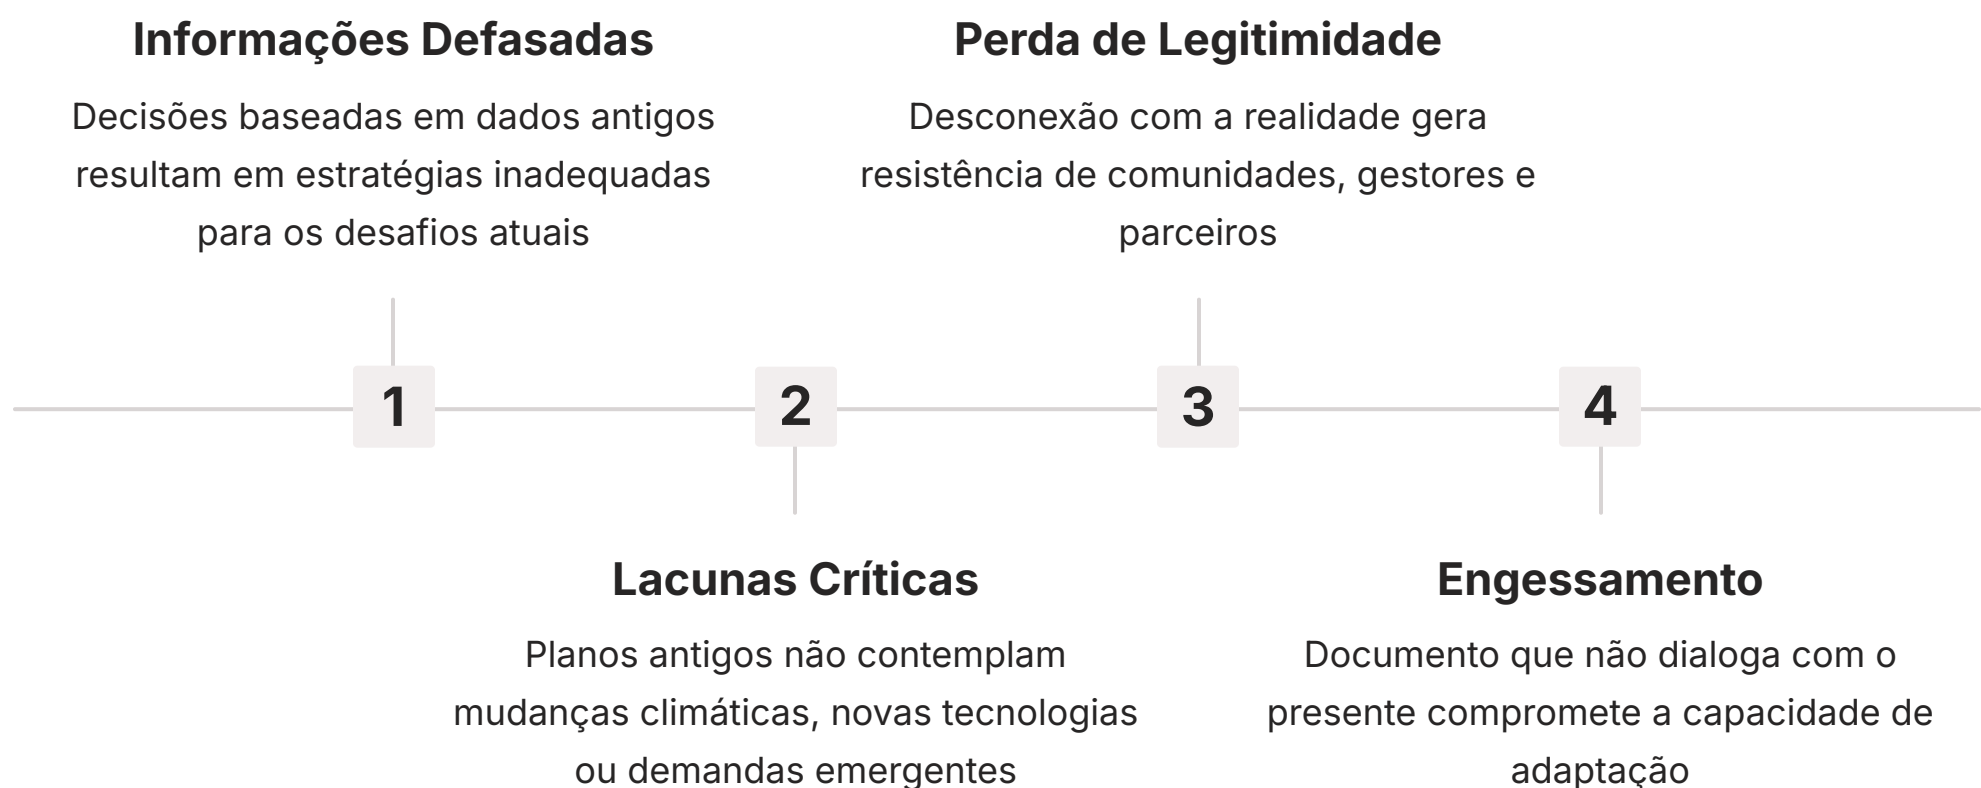 Informações Defasadas
Decisões baseadas em dados antigos
resultam em estratégias inadequadas
para os desafios atuais
Perda de Legitimidade
Desconexão com a realidade gera
resistência de comunidades, gestores e
parceiros
1
2
3
4
Lacunas Críticas
Planos antigos não contemplam
mudanças climáticas, novas tecnologias
ou demandas emergentes
Engessamento
Documento que não dialoga com o
presente compromete a capacidade de
adaptação